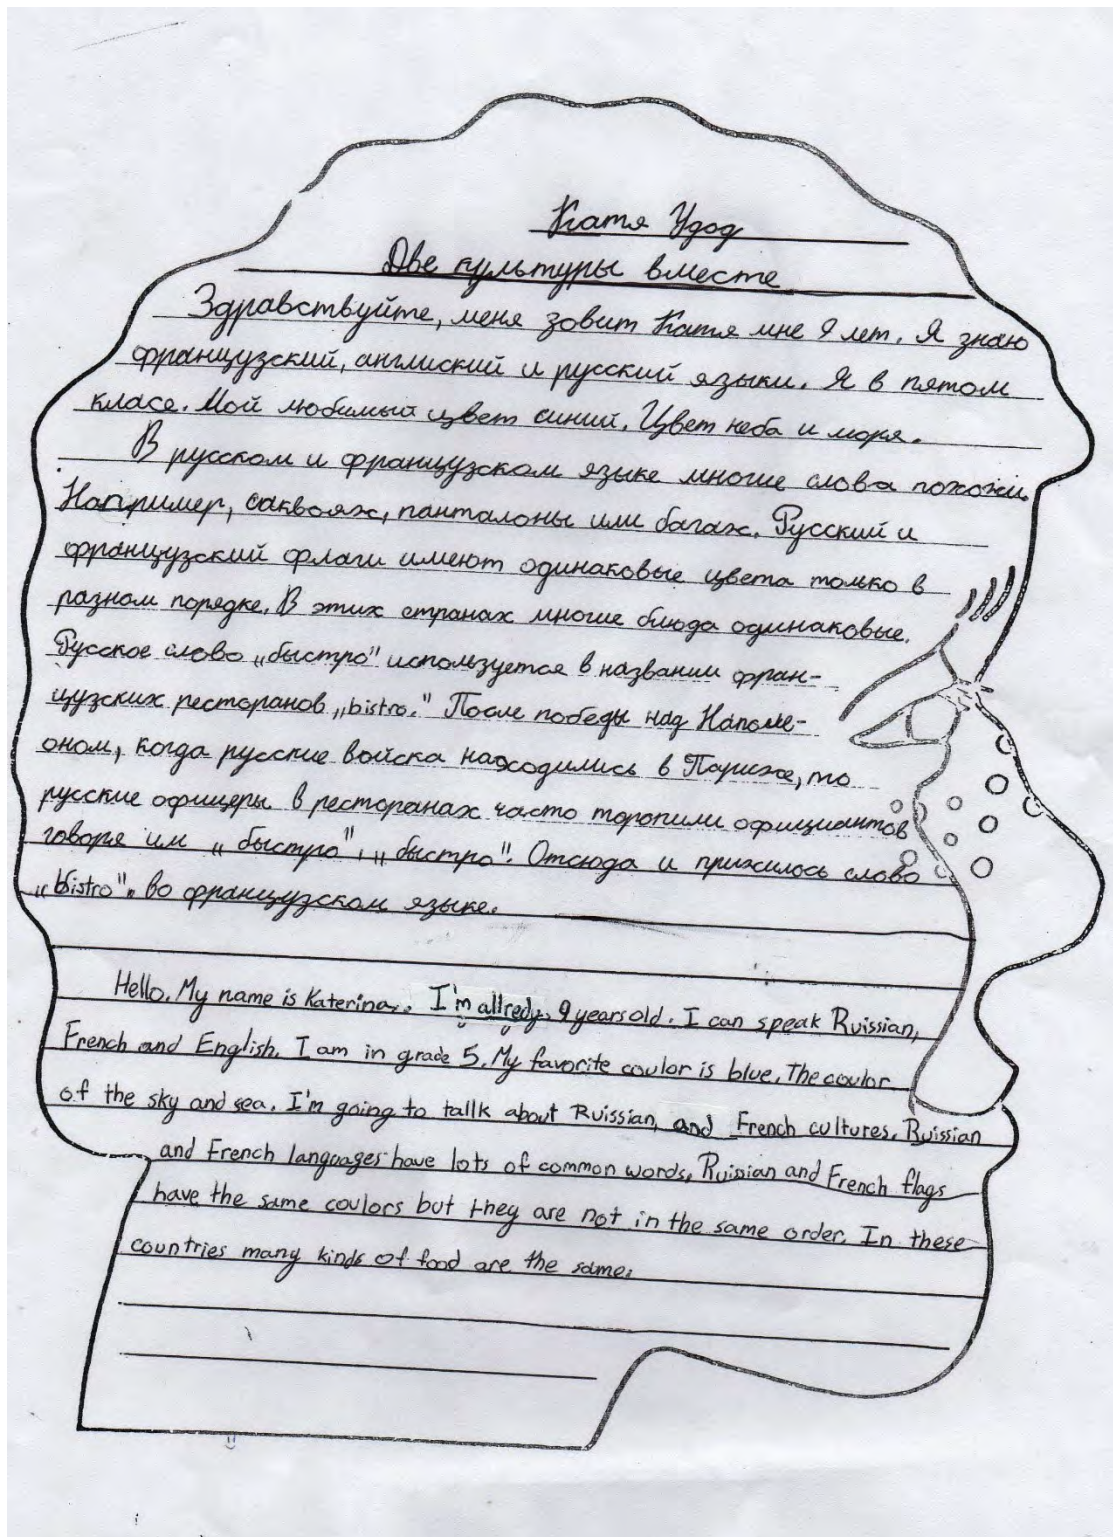 Катя Удод
Две культуры вместе
Здравствуйте, меня зовит Катя мне 9 лет. Я знаю
французский, англиский и русский языки. Я в пятом
класе. Мой любимый цвет синий. Цвет неба и моря.
В русском и французском языке многие слова похожи.
Например, саквояж, панталоны или багаж. Русский и
французский флаги имеют одинаковые цвета только в
разном порядке. В этих странах многие блюда одинаковые.
Русское слово „быстро" используется в названии фран-
цузских ресторанов „bistro." После победы над Наполе-
оном, когда русские войска находились в Париже, то
русские офицеры в ресторанах часто торопили официантов
говоря им „быстро", „быстро". Отсюда и прижилось слово
„bistro". во французском языке.
Hello. My name is Katerina. I'm allredy 9 years old. I can speak Ruissian,
French and English. I am in grade 5. My favorite coulor is blue. The coulor
of the sky and sea. I'm going to tallk about Ruissian, and French cultures. Ruissian
and French languages have lots of common words, Ruissian and French flags
have the same coulors but they are not in the same order. In these
countries many kinds of food are the same.